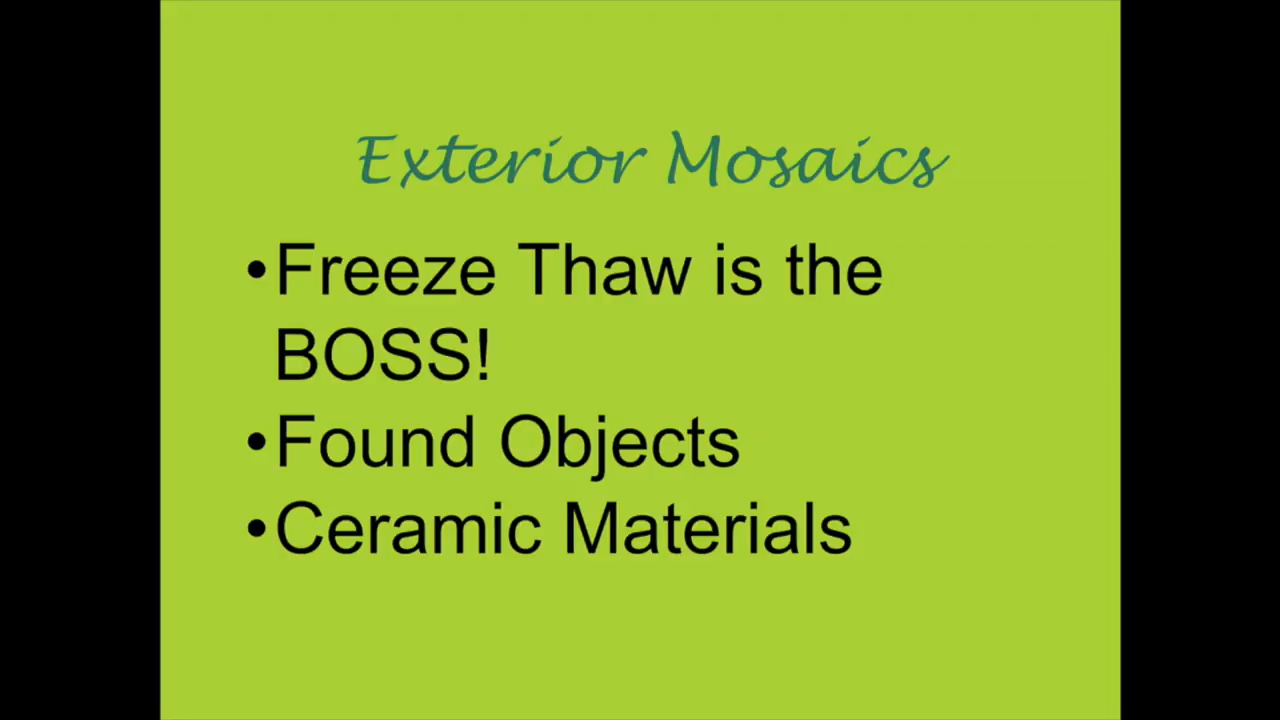 Exterior Mosaics
•Freeze Thaw is the
BOSS!
•Found Objects
•Ceramic Materials